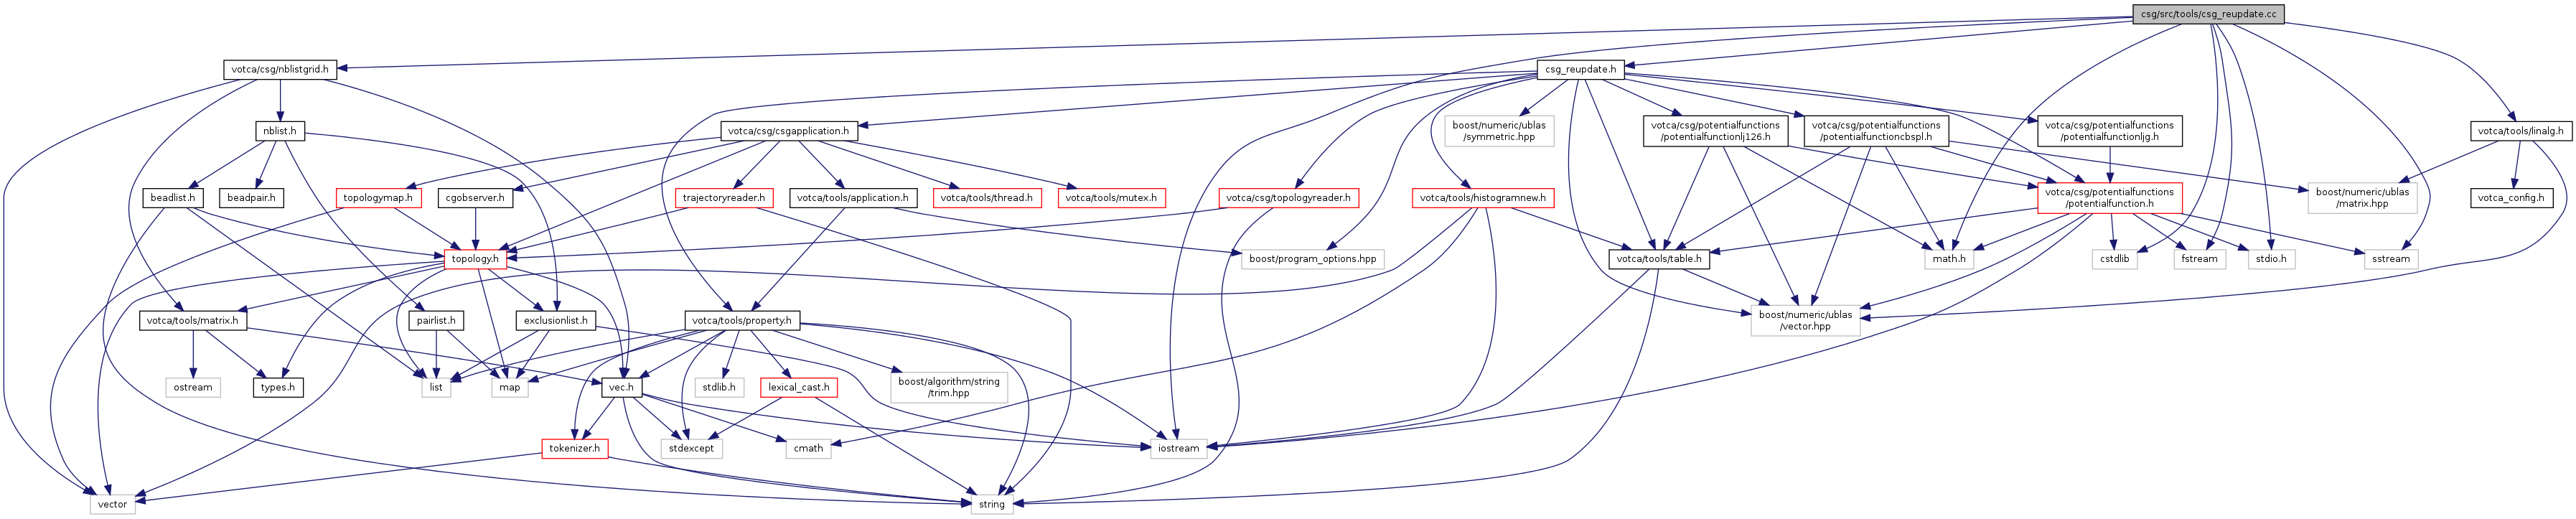 csg/src/tools/csg_reupdate.cc
votca/csg/nblistgrid.h
csg_reupdate.h
nblist.h
votca/csg/csgapplication.h
boost/numeric/ublas
/symmetric.hpp
votca/csg/potentialfunctions
/potentialfunctionlj126.h
votca/csg/potentialfunctions
/potentialfunctioncbspl.h
votca/csg/potentialfunctions
/potentialfunctionljg.h
votca/tools/linalg.h
beadlist.h
beadpair.h
topologymap.h
cgobserver.h
trajectoryreader.h
votca/tools/application.h
votca/tools/thread.h
votca/tools/mutex.h
votca/csg/topologyreader.h
votca/tools/histogramnew.h
votca/csg/potentialfunctions
/potentialfunction.h
boost/numeric/ublas
/matrix.hpp
votca_config.h
topology.h
boost/program_options.hpp
votca/tools/table.h
math.h
cstdlib
fstream
stdio.h
sstream
votca/tools/matrix.h
pairlist.h
exclusionlist.h
votca/tools/property.h
boost/numeric/ublas
/vector.hpp
ostream
types.h
list
map
vec.h
stdlib.h
lexical_cast.h
boost/algorithm/string
/trim.hpp
tokenizer.h
stdexcept
cmath
iostream
vector
string